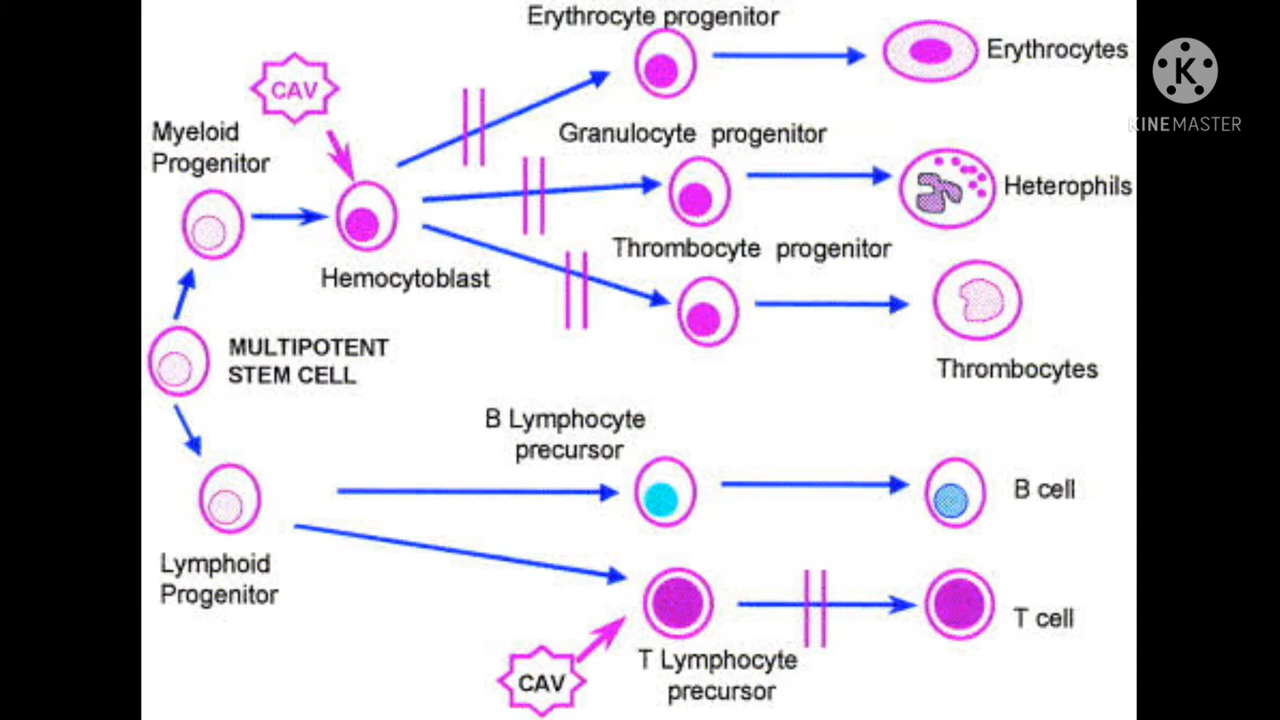 Erythrocyte progenitor
Erythrocytes
CAV
K
KINEMASTER
Myeloid
Progenitor
Granulocyte progenitor
Heterophils
Hemocytoblast
Thrombocyte progenitor
Thrombocytes
MULTIPOTENT
STEM CELL
B Lymphocyte
precursor
B cell
Lymphoid
Progenitor
T cell
CAV
T Lymphocyte
precursor